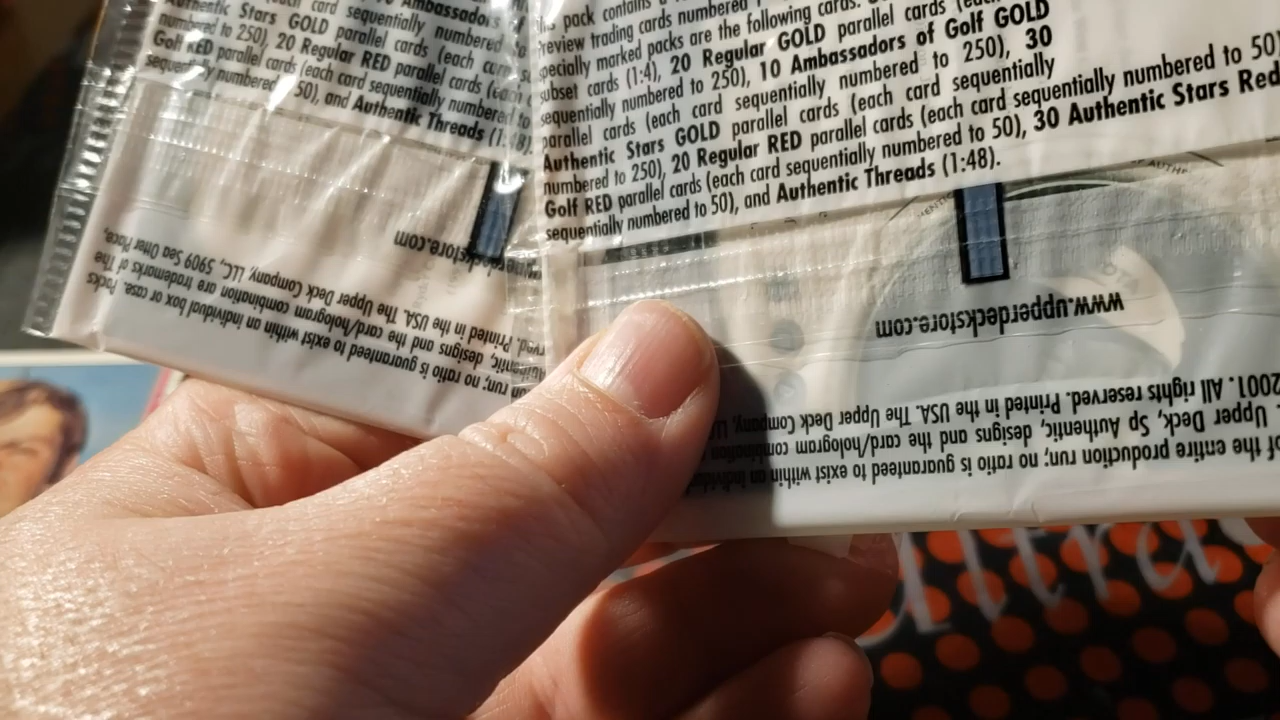 Ambassadors of
Authentic Stars GOLD parallel cards (each
numbered to 250), 20 Regular RED parallel cards
Golf RED parallel cards (each card sequentially numbered to
sequentially numbered 50), and Authentic Threads (1:48).
www.upperdeckstore.com
Packs
or case.
no ratio is guaranteed to exist within an individual box
designs and the card/hologram combination are trademarks of The
Printed in the USA. The Upper Deck Company, LLC, 5909 Sea Otter Place,
pack contains
review trading cards numbered
specially marked packs are the following cards.
subset cards (1:4), 20 Regular GOLD parallel cards
sequentially numbered to 250), 10 Ambassadors of Golf GOLD
parallel cards (each card sequentially numbered to 250), 30
Authentic Stars GOLD parallel cards (each card sequentially
numbered to 250), 20 Regular RED parallel cards (each card sequentially numbered to 50)
Golf RED parallel cards (each card sequentially numbered to 50), 30 Authentic Stars Red
sequentially numbered to 50), and Authentic Threads (1:48).
www.upperdeckstore.com
of the entire production run; no ratio is guaranteed to exist within an
Upper Deck, Sp Authentic, designs and the card/hologram combination
2001. All rights reserved. Printed in the USA. The Upper Deck Company,